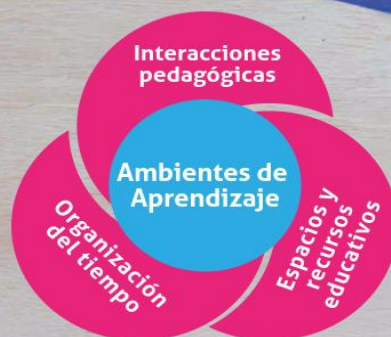 Interacciones
pedagógicas
Ambientes de
Aprendizaje
Organización
del tiempo
Espacios y
recursos
educativos